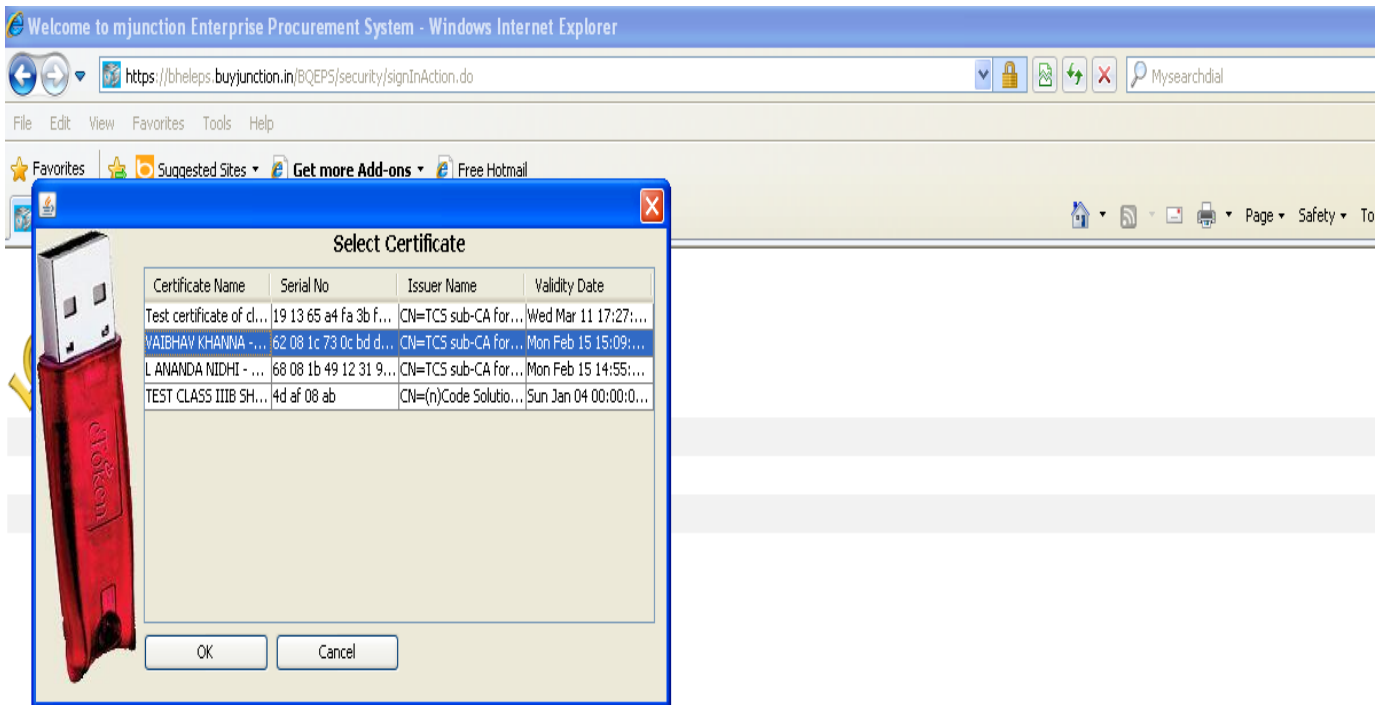 Welcome to mjunction Enterprise Procurement System - Windows Internet Explorer
https://bheleps.buyjunction.in/BQEPS/security/signInAction.do Mysearchdial
File Edit View Favorites Tools Help
Favorites Suggested Sites Get more Add-ons Free Hotmail
Page Safety To
Select Certificate
Certificate Name Serial No Issuer Name Validity Date
Test certificate of cl... 19 13 65 a4 fa 3b f... CN=TCS sub-CA for... Wed Mar 11 17:27:...
VAIBHAV KHANNA -... 62 08 1c 73 0c bd d... CN=TCS sub-CA for... Mon Feb 15 15:09:...
L ANANDA NIDHI - ... 68 08 1b 49 12 31 9... CN=TCS sub-CA for... Mon Feb 15 14:55:...
TEST CLASS IIIB SH... 4d af 08 ab CN=(n)Code Solutio... Sun Jan 04 00:00:0...
eToken
OK Cancel